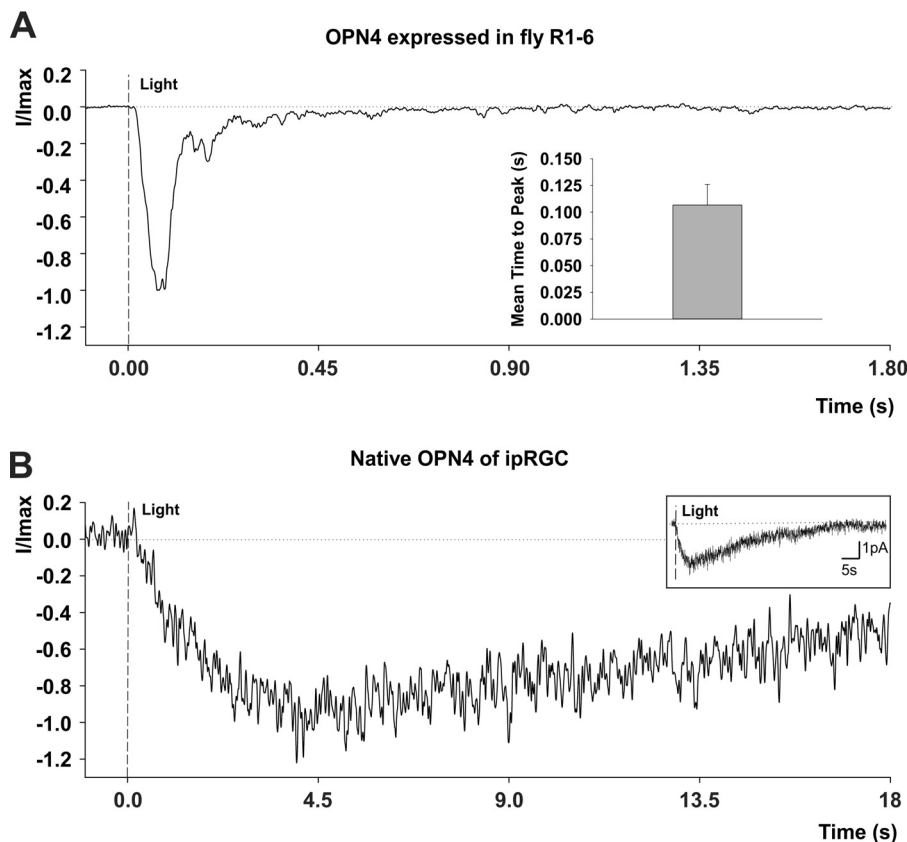 A
OPN4 expressed in fly R1-6
I/Imax
0.2
0.0
-0.2
-0.4
-0.6
-0.8
-1.0
-1.2
Light
Mean Time to Peak (s)
0.150
0.125
0.100
0.075
0.050
0.025
0.000
0.00 0.45 0.90 1.35 1.80
Time (s)
B
Native OPN4 of ipRGC
I/Imax
0.2
0.0
-0.2
-0.4
-0.6
-0.8
-1.0
-1.2
Light
Light
1pA
5s
0.0 4.5 9.0 13.5 18
Time (s)